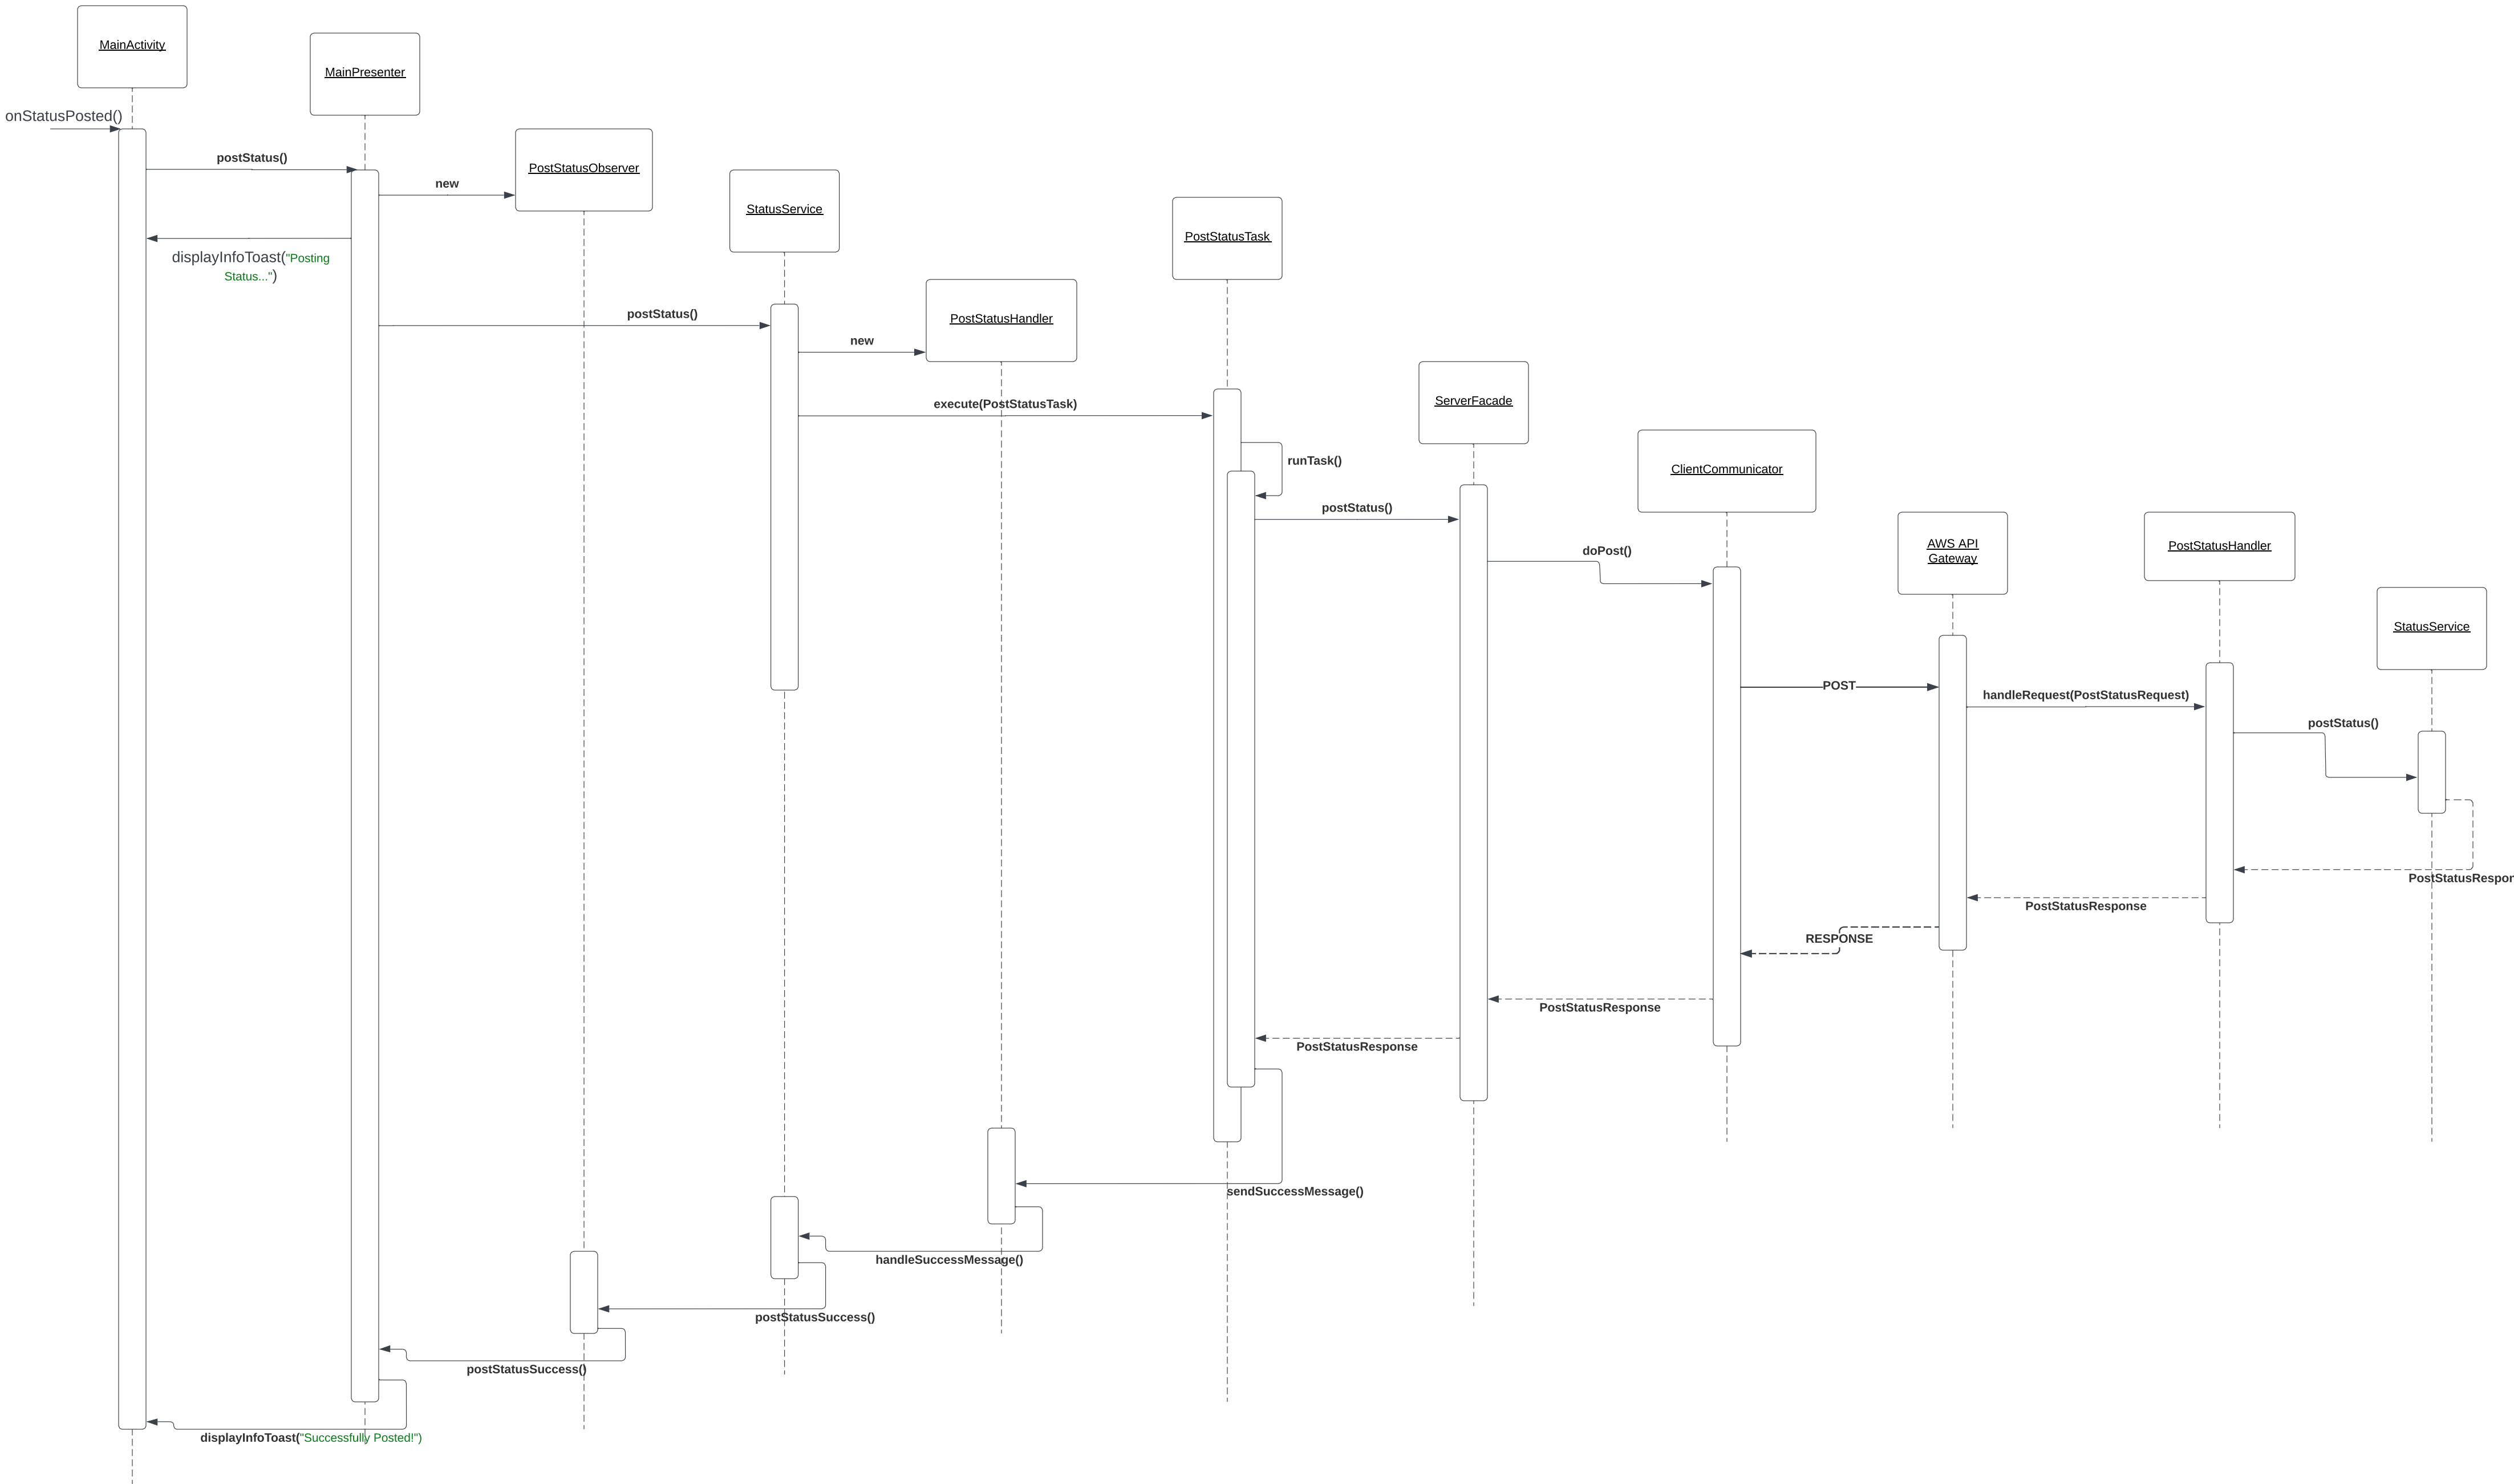 MainActivity
MainPresenter
onStatusPosted()
postStatus()
PostStatusObserver
new
StatusService
PostStatusTask
displayInfoToast("Posting
Status...")
postStatus()
PostStatusHandler
new
execute(PostStatusTask)
ServerFacade
runTask()
ClientCommunicator
postStatus()
doPost()
AWS API
Gateway
PostStatusHandler
StatusService
POST
handleRequest(PostStatusRequest)
postStatus()
PostStatusRespon
PostStatusResponse
RESPONSE
PostStatusResponse
PostStatusResponse
sendSuccessMessage()
handleSuccessMessage()
postStatusSuccess()
postStatusSuccess()
displayInfoToast("Successfully Posted!")